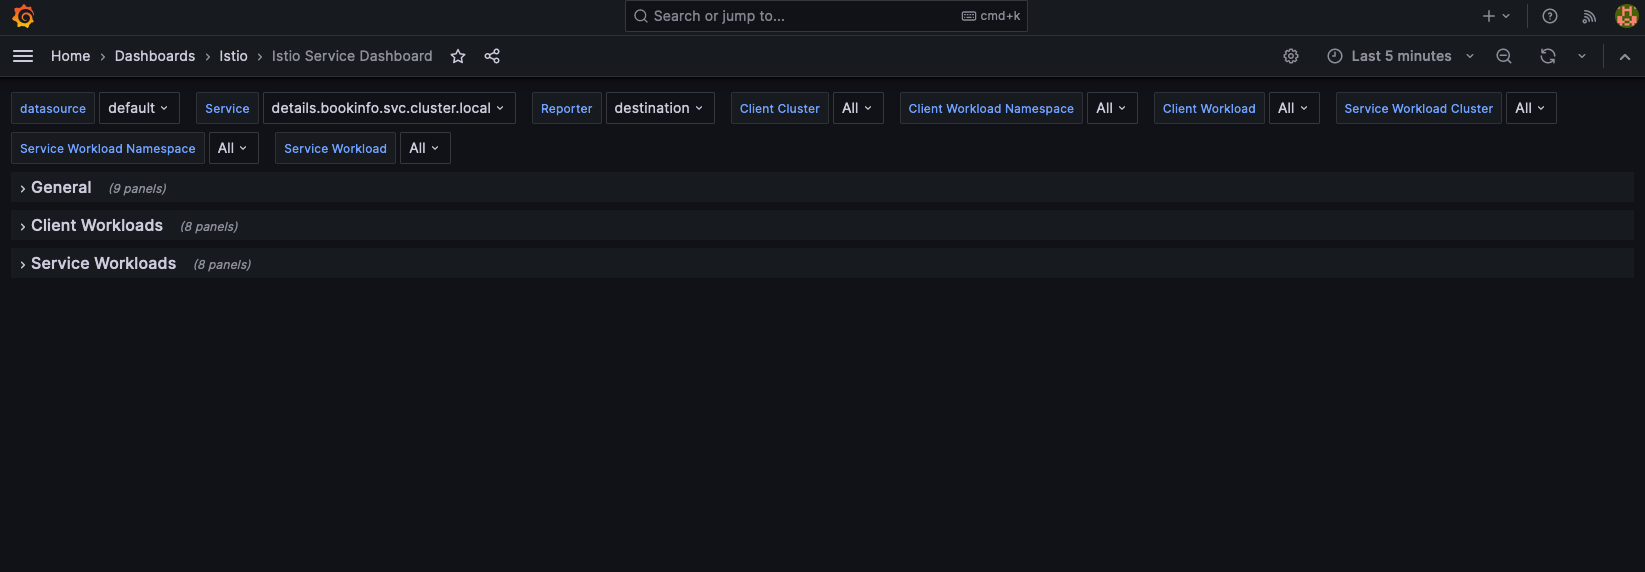 Search or jump to... cmd+k
Home › Dashboards › Istio › Istio Service Dashboard Last 5 minutes
datasource default Service details.bookinfo.svc.cluster.local Reporter destination Client Cluster All Client Workload Namespace All Client Workload All Service Workload Cluster All
Service Workload Namespace All Service Workload All
General (9 panels)
Client Workloads (8 panels)
Service Workloads (8 panels)